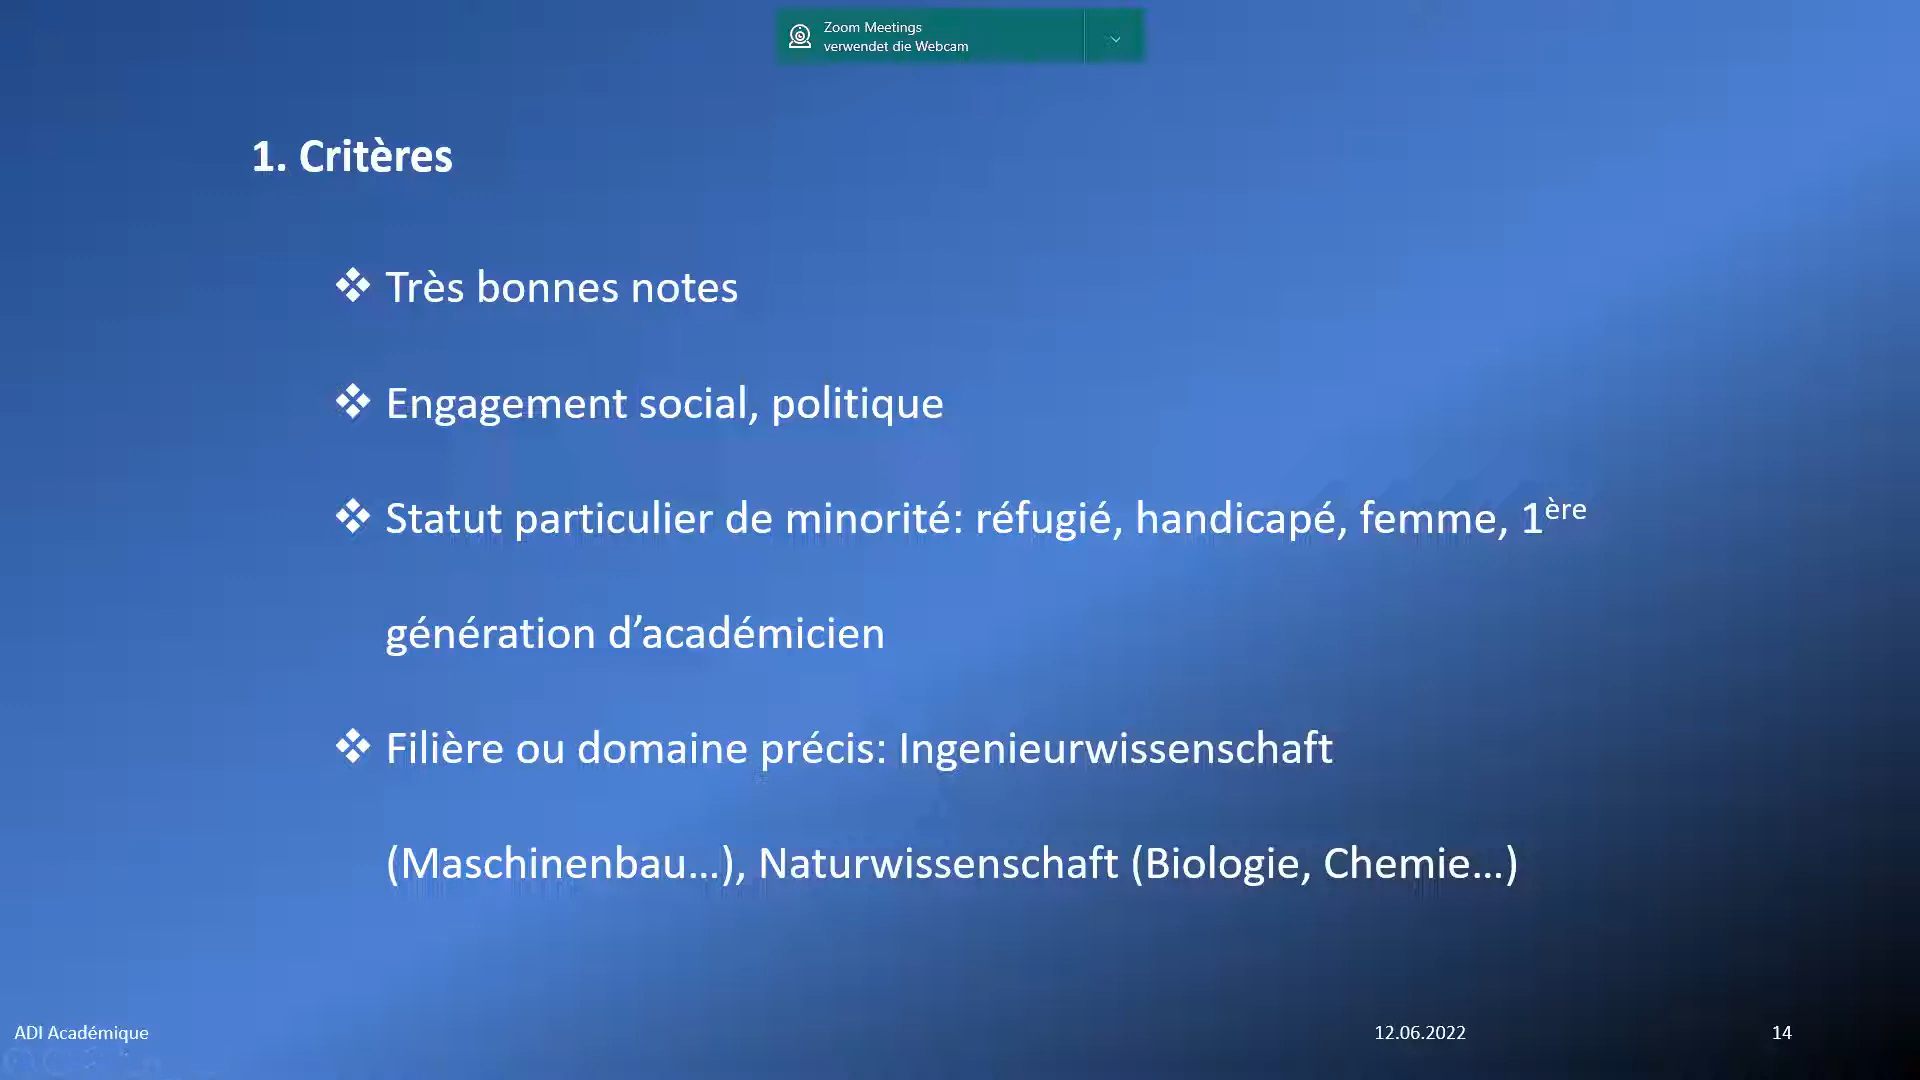 Zoom Meetings
verwendet die Webcam
1. Critères
❖ Très bonnes notes
❖ Engagement social, politique
❖ Statut particulier de minorité: réfugié, handicapé, femme, 1ère
génération d’académicien
❖ Filière ou domaine précis: Ingenieurwissenschaft
(Maschinenbau…), Naturwissenschaft (Biologie, Chemie…)
ADI Académique
12.06.2022
14